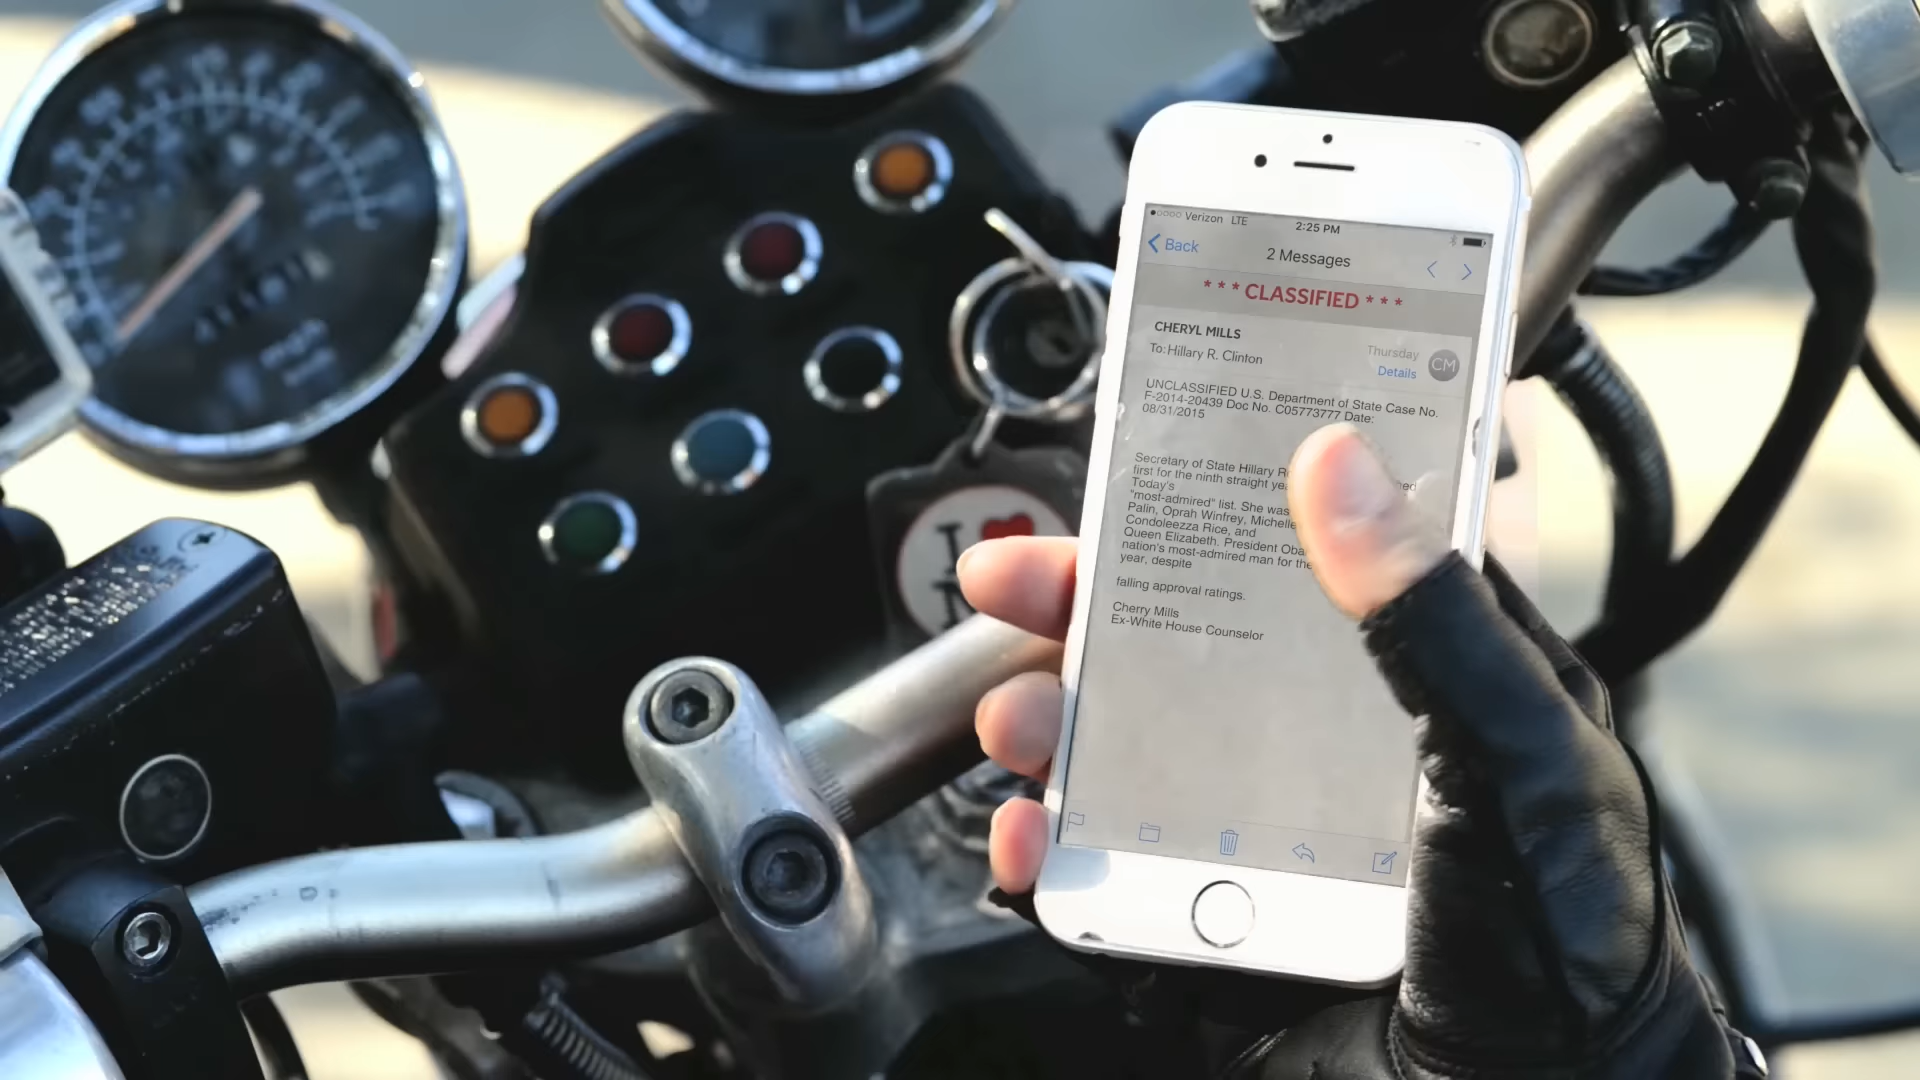 Verizon LTE
2:25 PM
Back
2 Messages
* * * CLASSIFIED * * *
CHERYL MILLS
To: Hillary R. Clinton
Thursday
Details
CM
UNCLASSIFIED U.S. Department of State Case No.
F-2014-20439 Doc No. C05773777 Date:
08/31/2015
Secretary of State Hillary
first for the ninth straight
Today's
"most-admired" list. She was
Palin, Oprah Winfrey, Michelle
Condoleezza Rice, and
Queen Elizabeth. President
nation's most-admired man for the
year, despite
falling approval ratings.
Cherry Mills
Ex-White House Counselor
I
mph